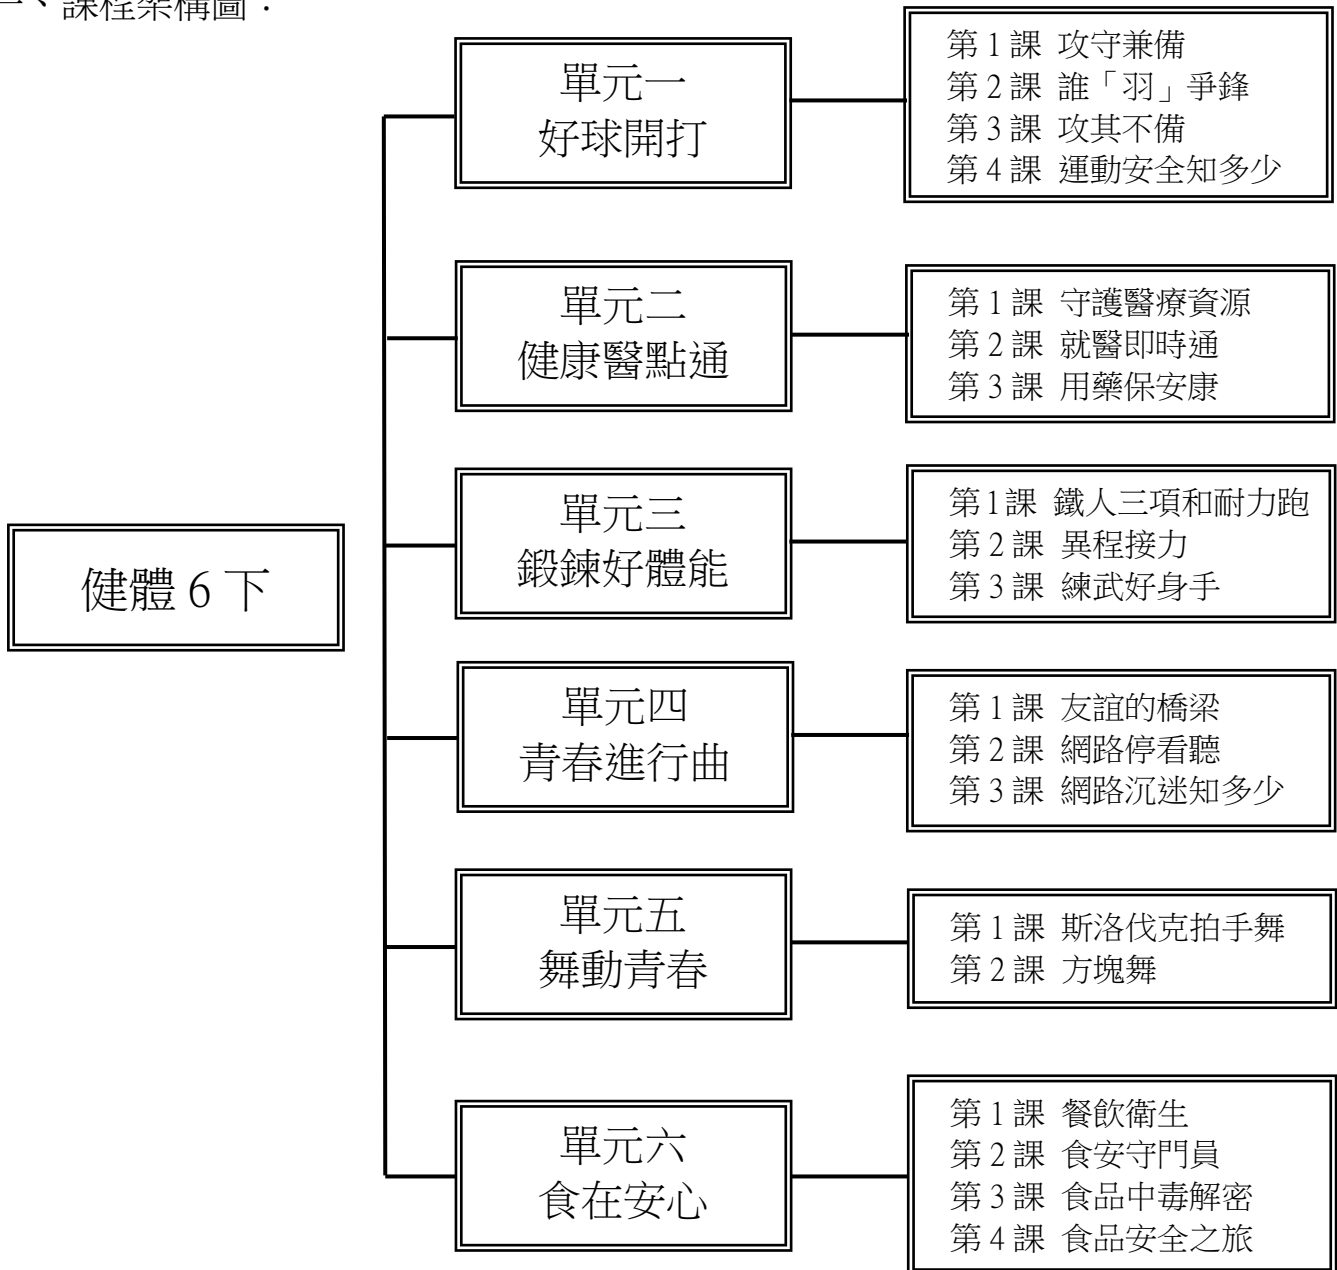 、課程架構圖：
單元一
好球開打
第 1 課 攻守兼備
第 2 課 誰「羽」爭鋒
第 3 課 攻其不備
第 4 課 運動安全知多少
單元二
健康醫點通
第 1 課 守護醫療資源
第 2 課 就醫即時通
第 3 課 用藥保安康
單元三
鍛鍊好體能
第 1 課 鐵人三項和耐力跑
第 2 課 異程接力
第 3 課 練武好身手
健體 6 下
單元四
青春進行曲
第 1 課 友誼的橋梁
第 2 課 網路停看聽
第 3 課 網路沉迷知多少
單元五
舞動青春
第 1 課 斯洛伐克拍手舞
第 2 課 方塊舞
單元六
食在安心
第 1 課 餐飲衛生
第 2 課 食安守門員
第 3 課 食品中毒解密
第 4 課 食品安全之旅